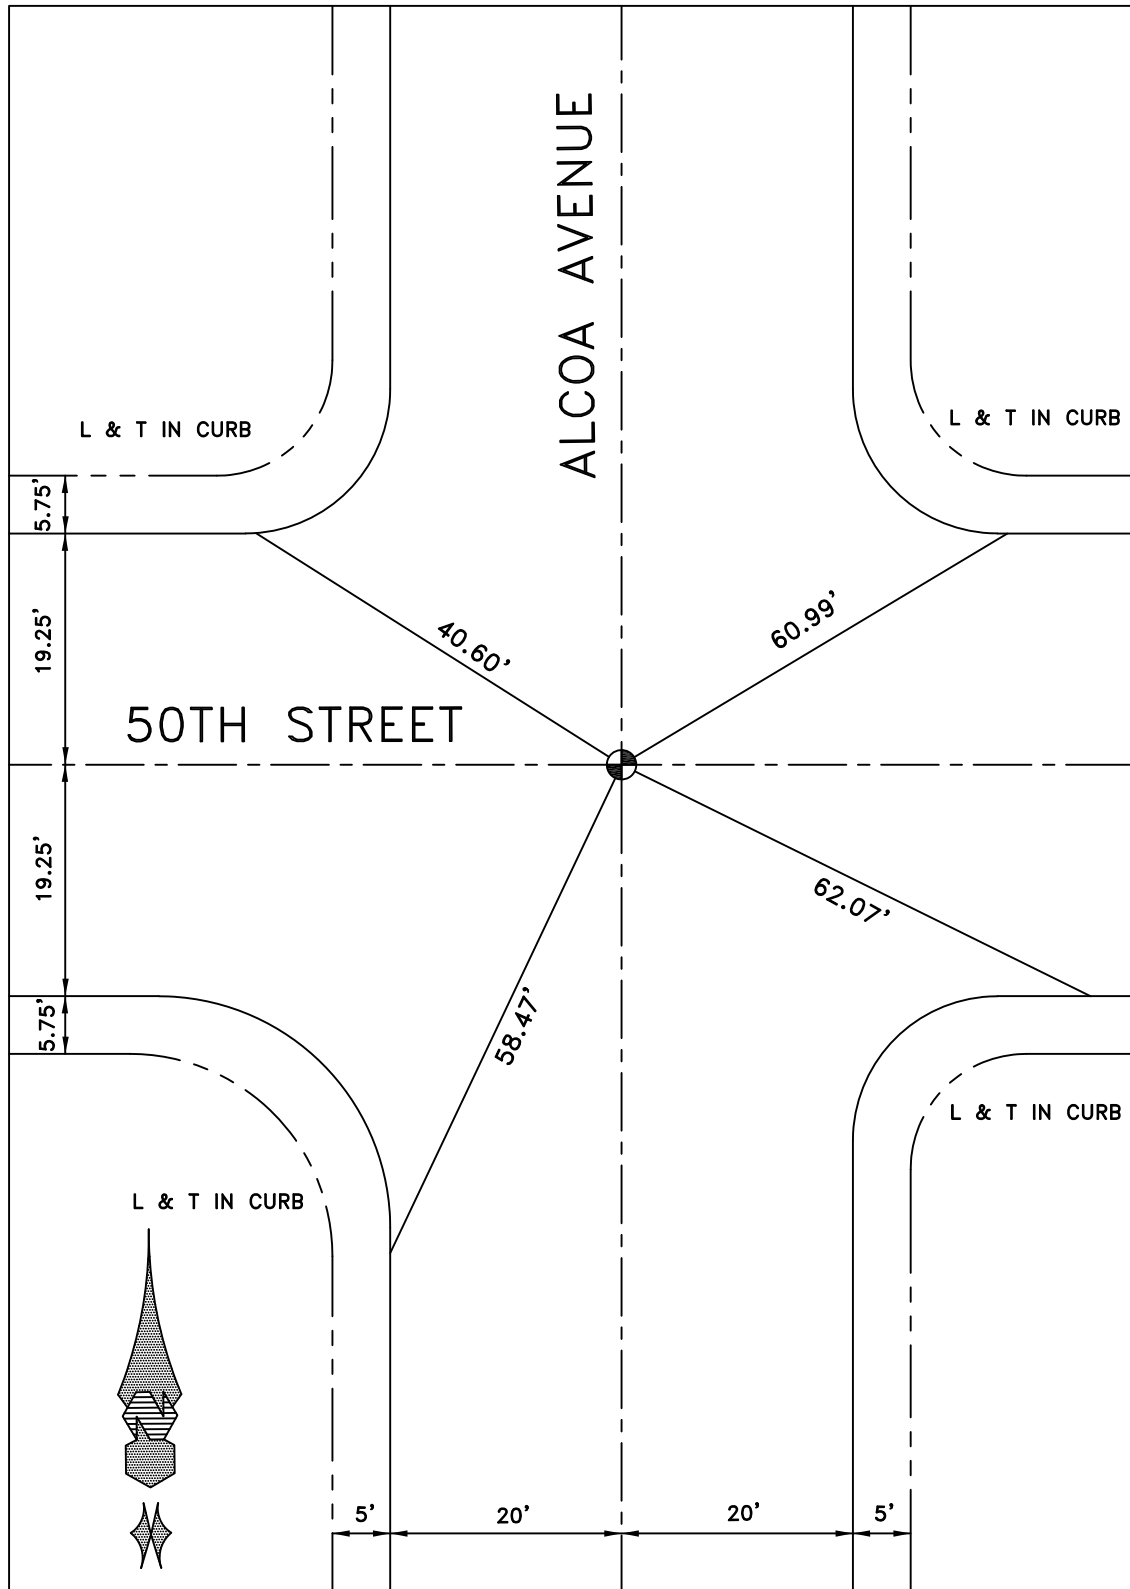 ALCOA AVENUE
L & T IN CURB
L & T IN CURB
5.75'
19.25'
40.60'
60.99'
50TH STREET
19.25'
62.07'
5.75'
58.47'
L & T IN CURB
L & T IN CURB
N
5'
20'
20'
5'